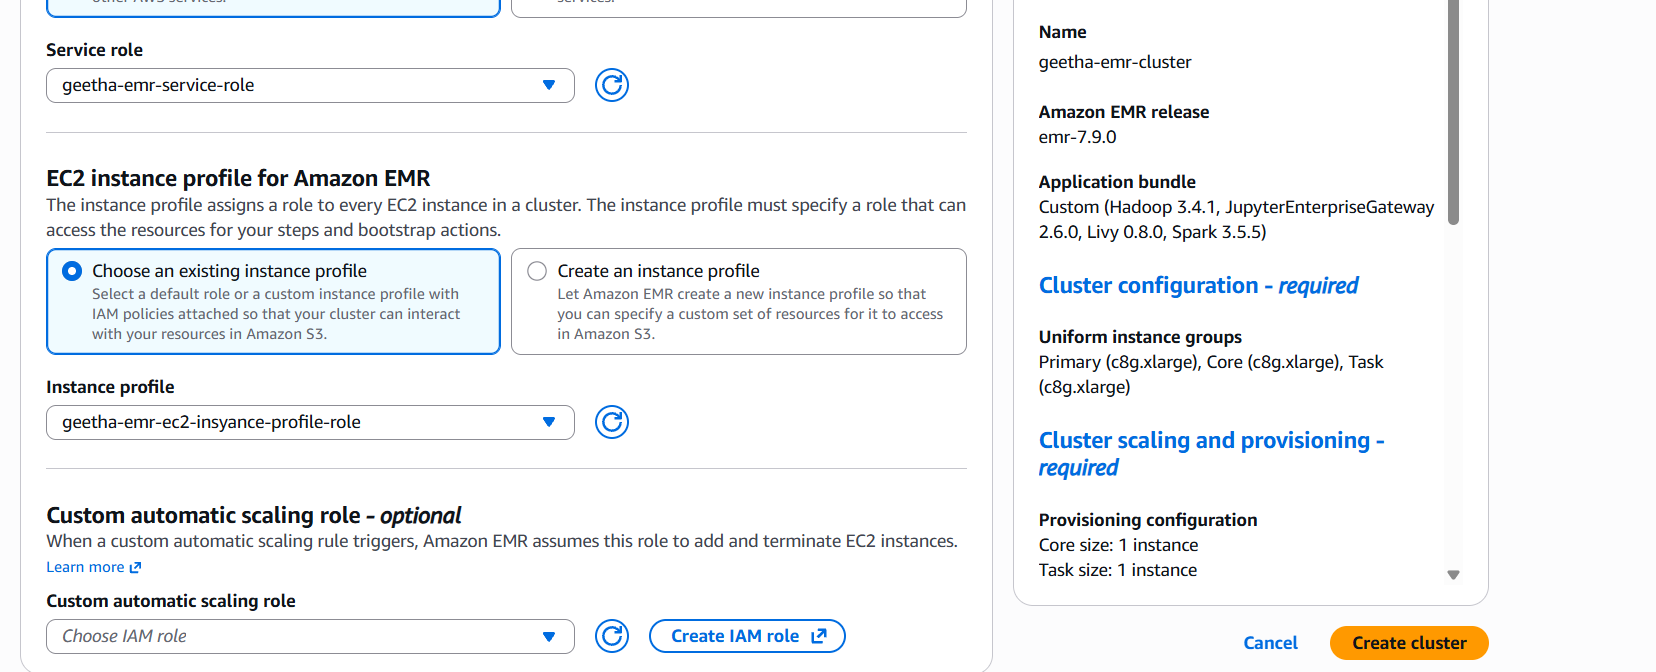 other AWS services.
services.
Service role
geetha-emr-service-role
EC2 instance profile for Amazon EMR
The instance profile assigns a role to every EC2 instance in a cluster. The instance profile must specify a role that can
access the resources for your steps and bootstrap actions.
Choose an existing instance profile
Select a default role or a custom instance profile with
IAM policies attached so that your cluster can interact
with your resources in Amazon S3.
Create an instance profile
Let Amazon EMR create a new instance profile so that
you can specify a custom set of resources for it to access
in Amazon S3.
Instance profile
geetha-emr-ec2-insyance-profile-role
Custom automatic scaling role - optional
When a custom automatic scaling rule triggers, Amazon EMR assumes this role to add and terminate EC2 instances.
Learn more
Custom automatic scaling role
Choose IAM role
Create IAM role
Name
geetha-emr-cluster
Amazon EMR release
emr-7.9.0
Application bundle
Custom (Hadoop 3.4.1, JupyterEnterpriseGateway
2.6.0, Livy 0.8.0, Spark 3.5.5)
Cluster configuration - required
Uniform instance groups
Primary (c8g.xlarge), Core (c8g.xlarge), Task
(c8g.xlarge)
Cluster scaling and provisioning -
required
Provisioning configuration
Core size: 1 instance
Task size: 1 instance
Cancel
Create cluster